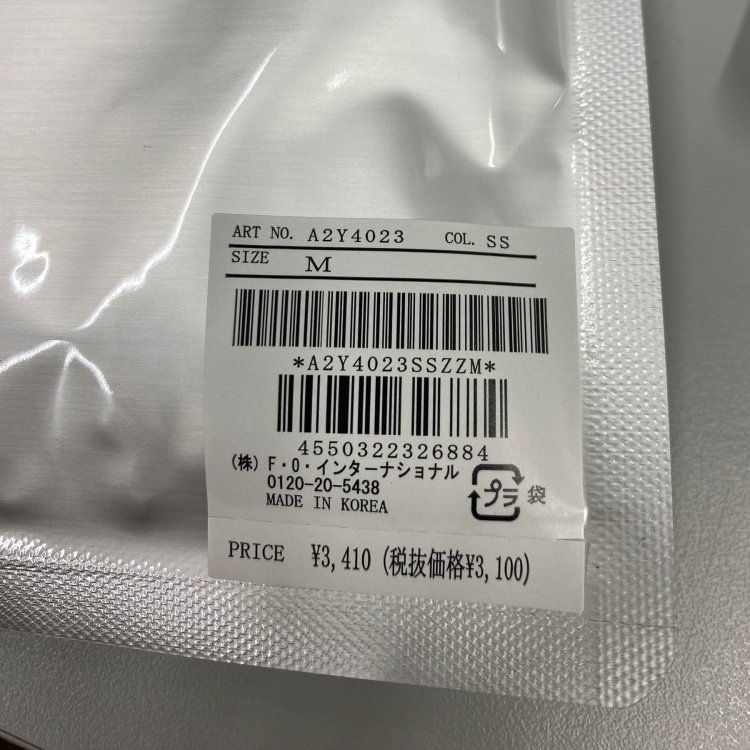 ART NO. A2Y4023 COL. SS
SIZE M
*A2Y4023SSZZM*
4550322326884
(株) F・O・インターナショナル
0120-20-5438
MADE IN KOREA
プラ 袋
PRICE ¥3,410 (税抜価格¥3,100)